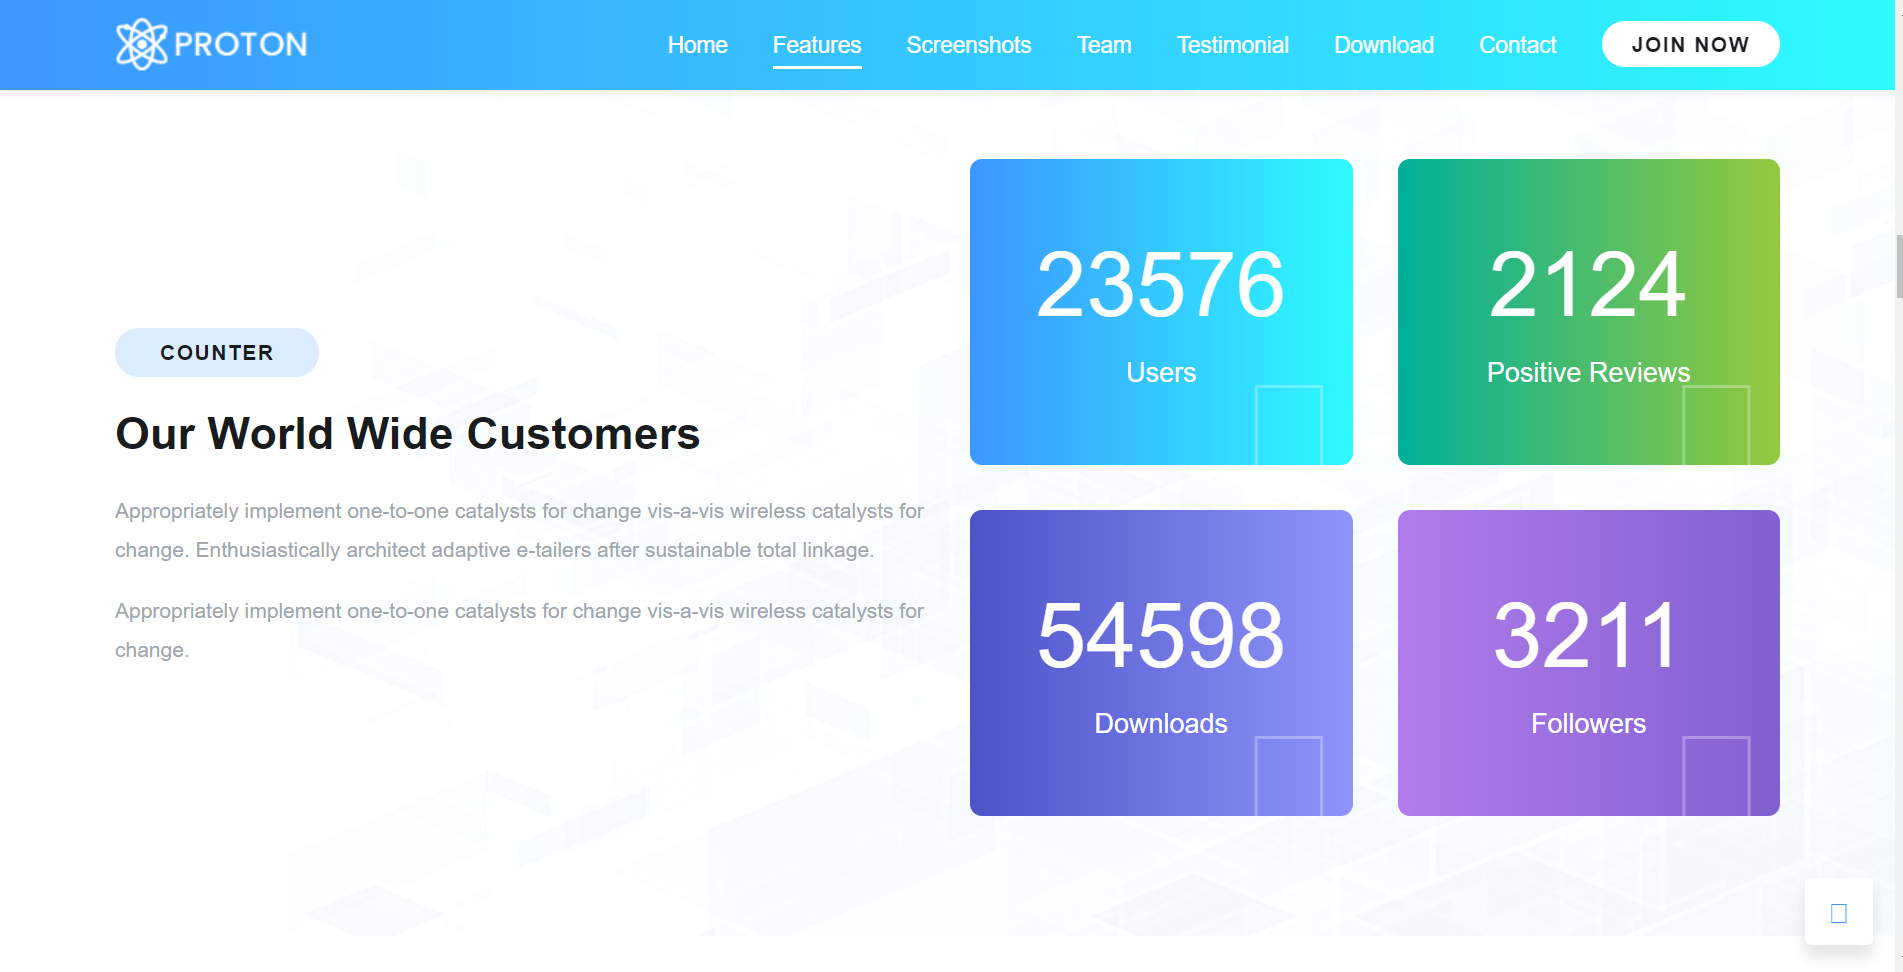 PROTON
Home Features Screenshots Team Testimonial Download Contact JOIN NOW
COUNTER
Our World Wide Customers
Appropriately implement one-to-one catalysts for change vis-a-vis wireless catalysts for
change. Enthusiastically architect adaptive e-tailers after sustainable total linkage.
Appropriately implement one-to-one catalysts for change vis-a-vis wireless catalysts for
change.
23576
Users
2124
Positive Reviews
54598
Downloads
3211
Followers